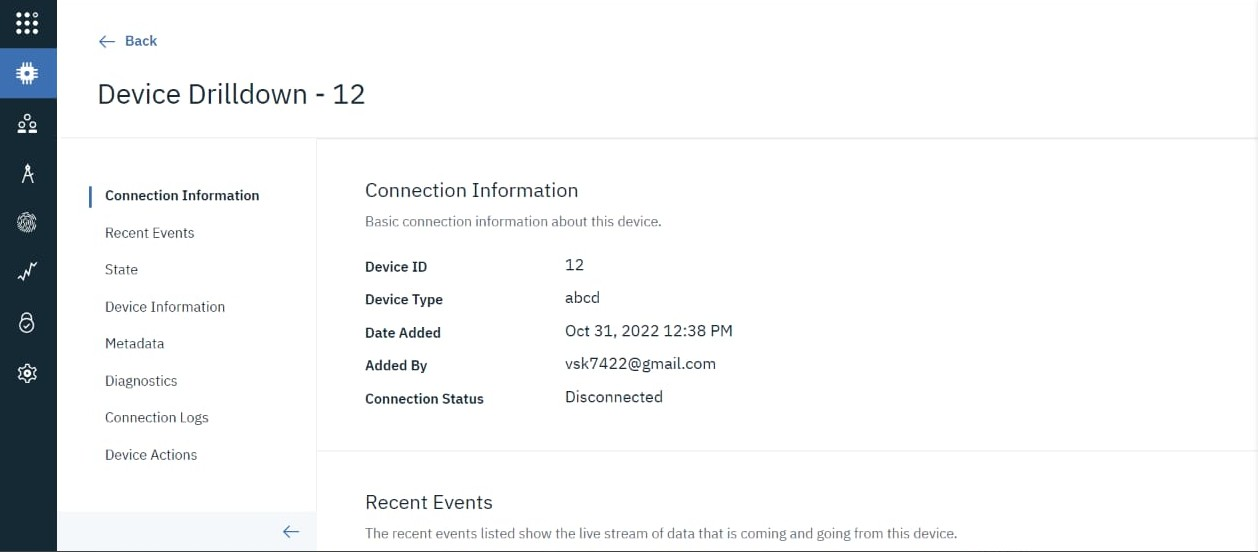 Back
Device Drilldown - 12
Connection Information
Recent Events
State
Device Information
Metadata
Diagnostics
Connection Logs
Device Actions
Connection Information
Basic connection information about this device.
Device ID 12
Device Type abcd
Date Added Oct 31, 2022 12:38 PM
Added By vsk7422@gmail.com
Connection Status Disconnected
Recent Events
The recent events listed show the live stream of data that is coming and going from this device.